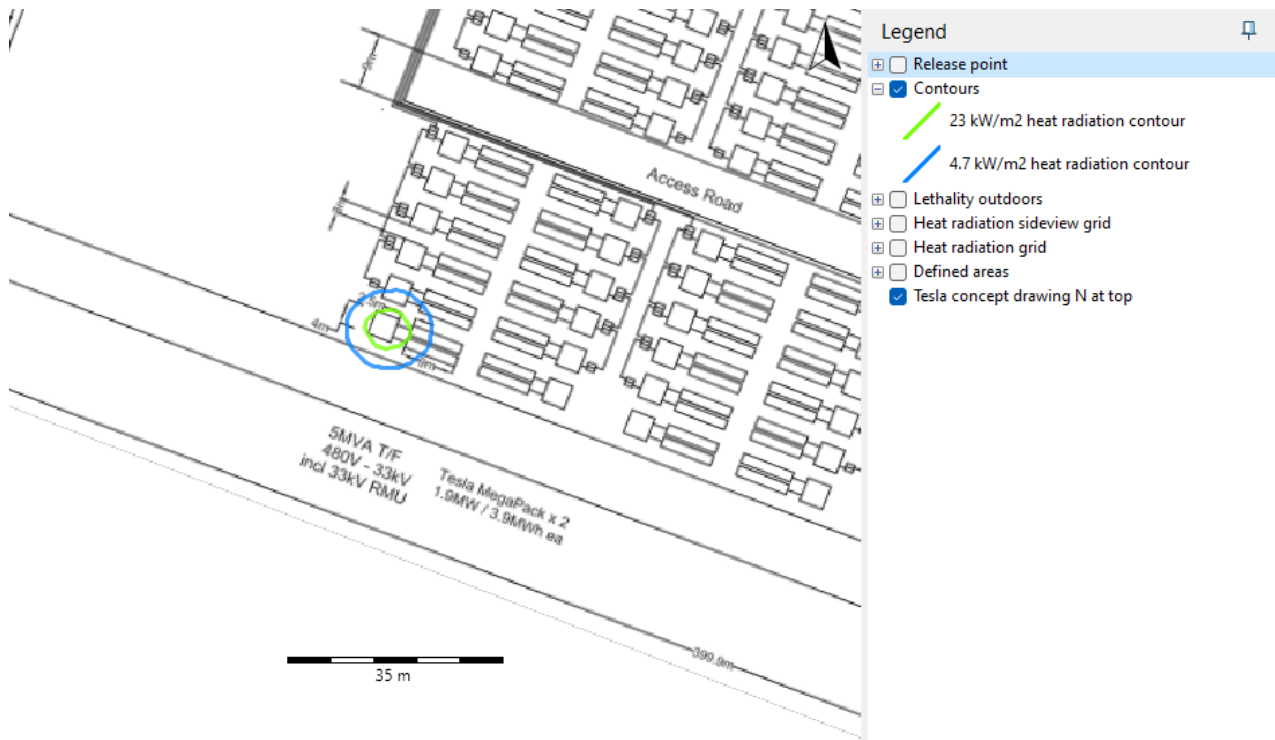 Legend
Release point
Contours
23 kW/m2 heat radiation contour
4.7 kW/m2 heat radiation contour
Lethality outdoors
Heat radiation sideview grid
Heat radiation grid
Defined areas
Tesla concept drawing N at top
Access Road
4m
5MVA T/F
480V - 33kV
incl 33kV RMU
Tesla MegaPack x 2
1.9MW / 3.9MWh ea
399.9m
35 m